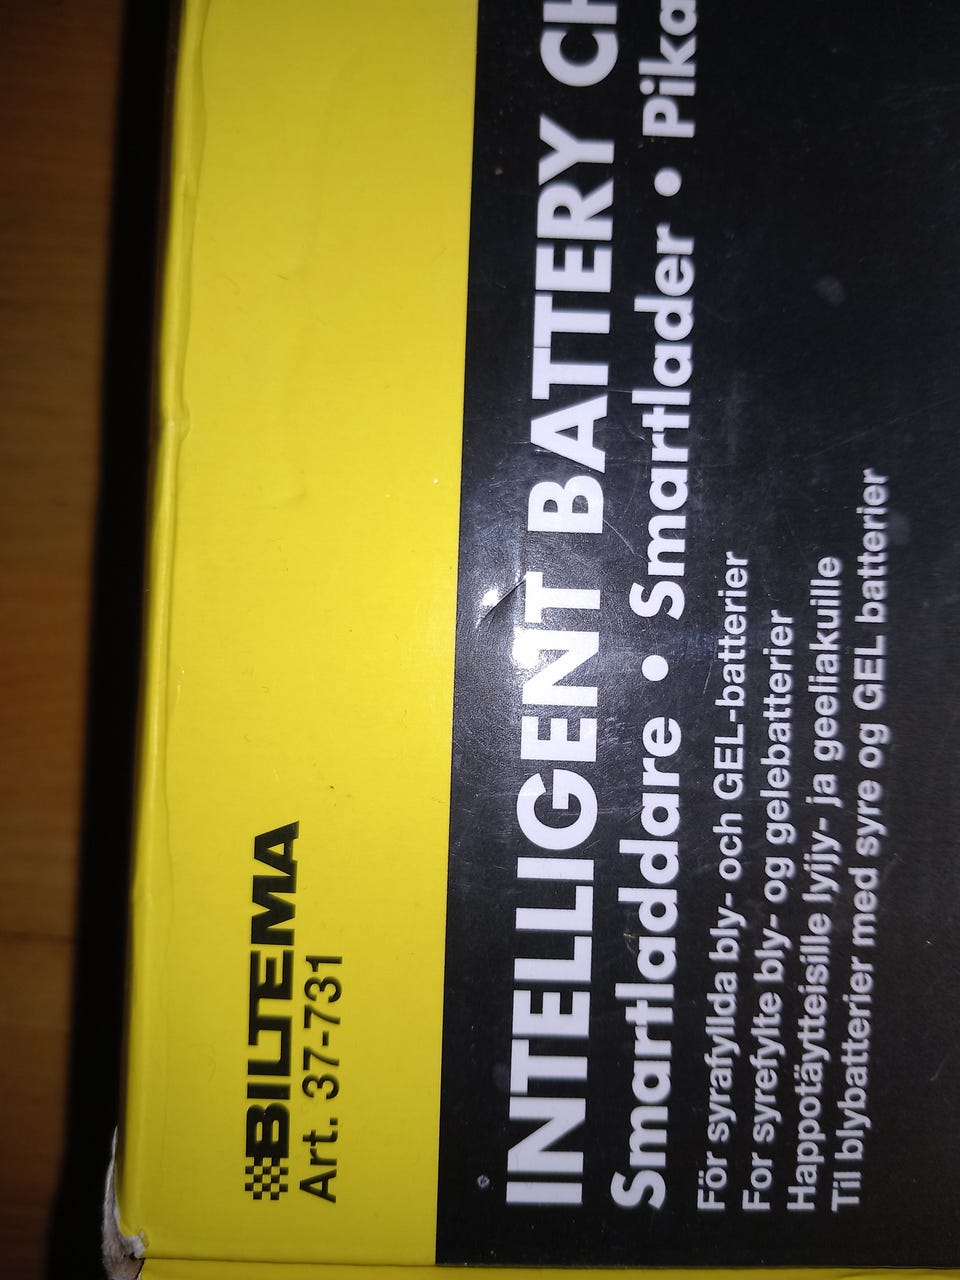 BILTEMA
Art. 37-731
INTELLIGENT BATTERY CH
Smartladdare • Smartlader • Pika
För syrafyllda bly- och GEL-batterier
For syrefylte bly- og gelebatterier
Happotäytteisille lyijy- ja geeliakuille
Til blybatterier med syre og GEL batterier